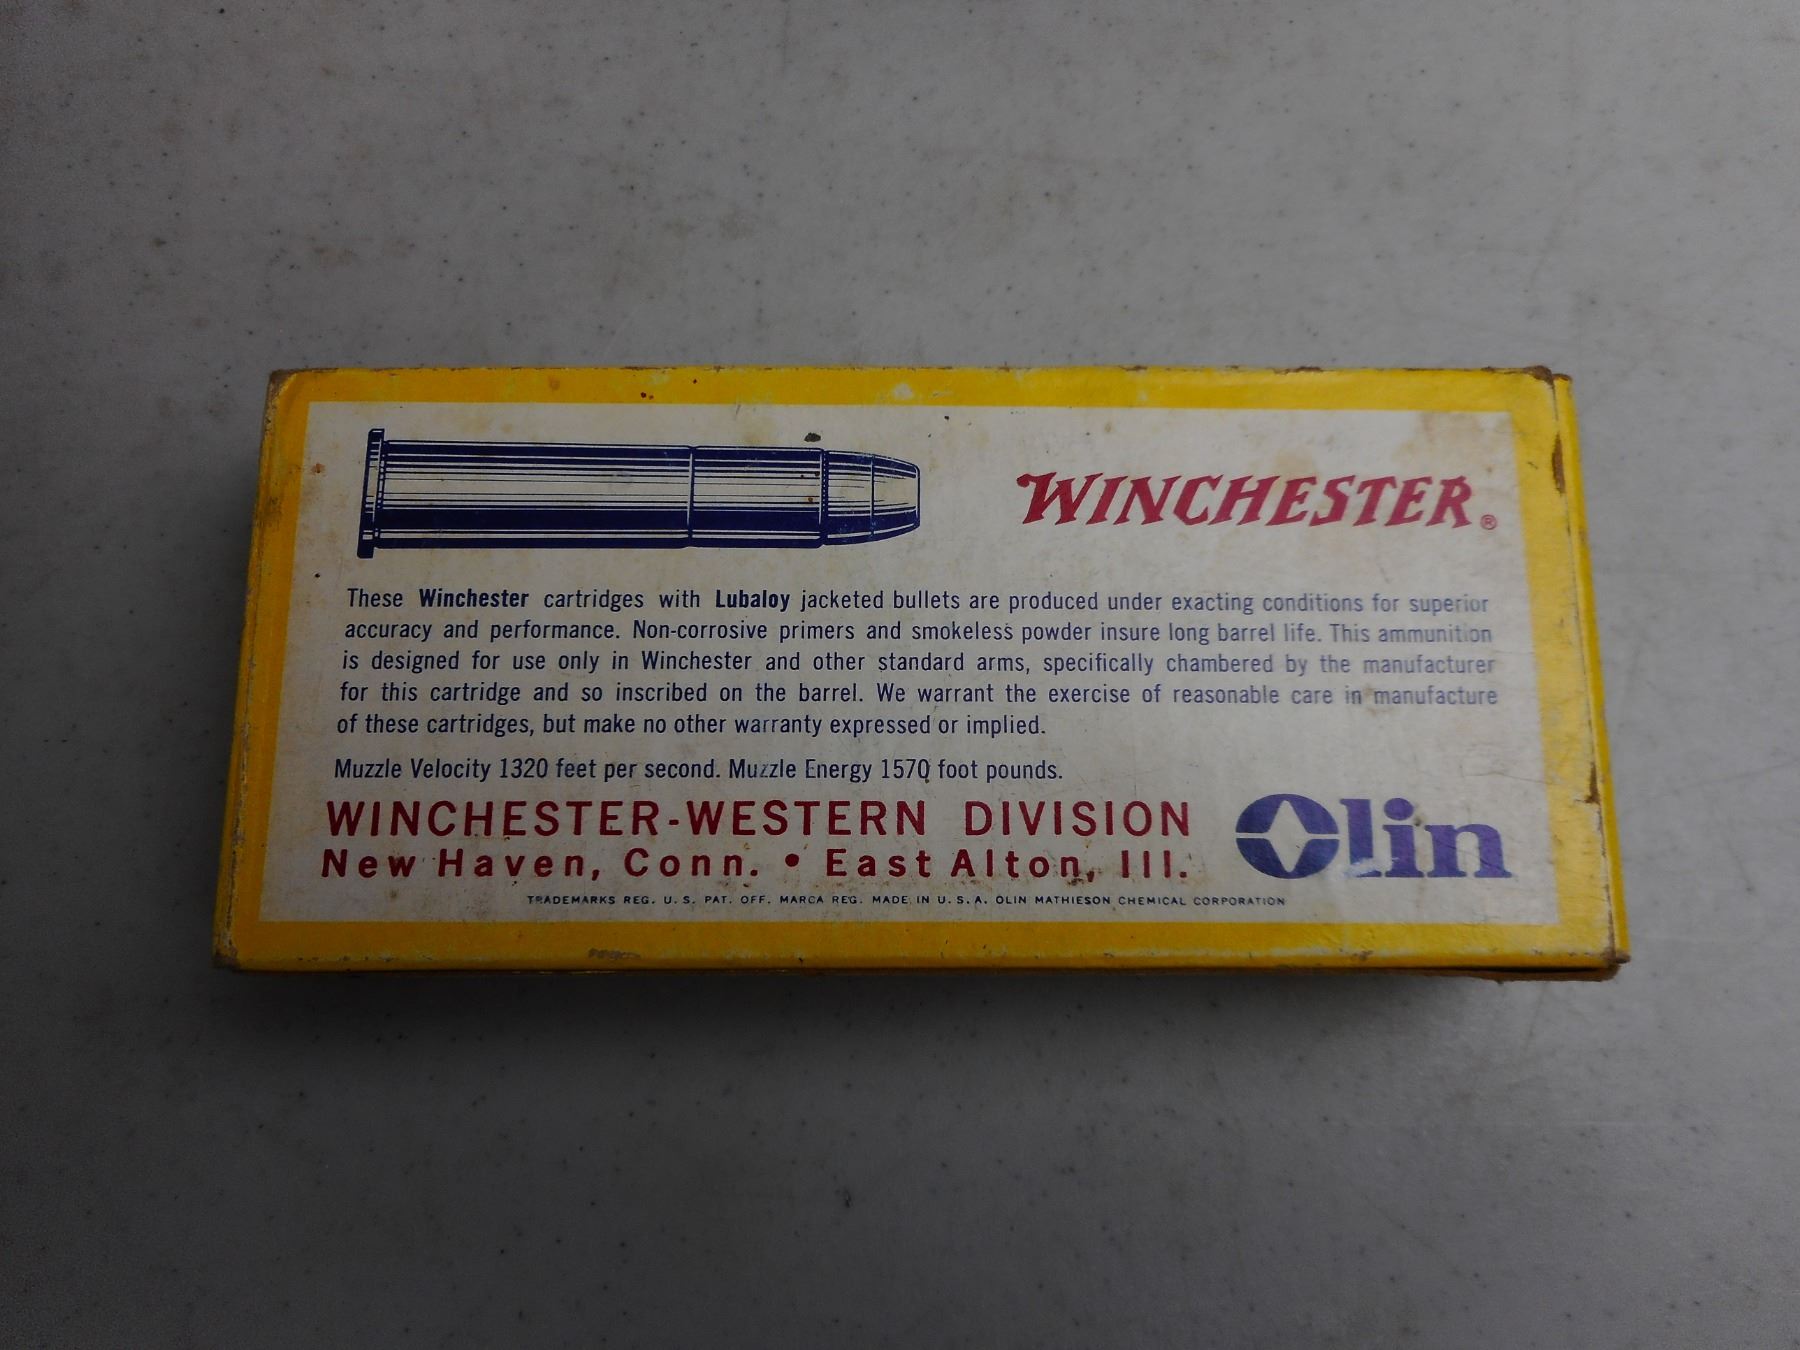 WINCHESTER®
These Winchester cartridges with Lubaloy jacketed bullets are produced under exacting conditions for superior
accuracy and performance. Non-corrosive primers and smokeless powder insure long barrel life. This ammunition
is designed for use only in Winchester and other standard arms, specifically chambered by the manufacturer
for this cartridge and so inscribed on the barrel. We warrant the exercise of reasonable care in manufacture
of these cartridges, but make no other warranty expressed or implied.
Muzzle Velocity 1320 feet per second. Muzzle Energy 1570 foot pounds.
WINCHESTER-WESTERN DIVISION
New Haven, Conn. • East Alton, Ill.
Olin
TRADEMARKS REG. U. S. PAT. OFF. MARCA REG. MADE IN U. S. A. OLIN MATHIESON CHEMICAL CORPORATION